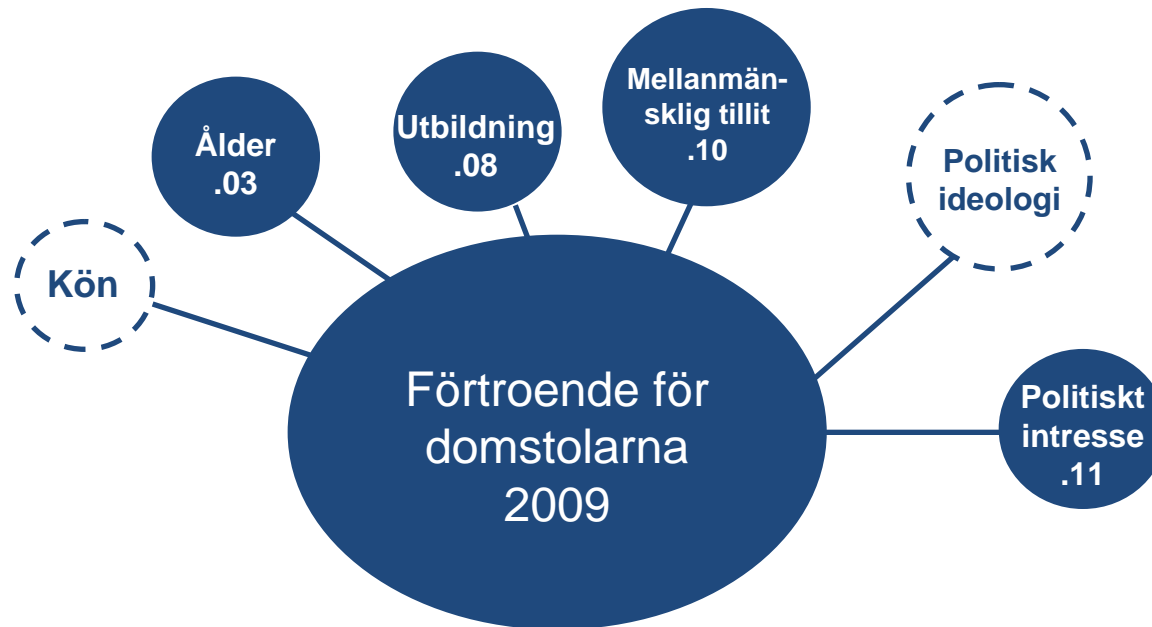 Kön
Ålder
.03
Utbildning
.08
Mellanmän-
sklig tillit
.10
Politisk
ideologi
Politiskt
intresse
.11
Förtroende för
domstolarna
2009